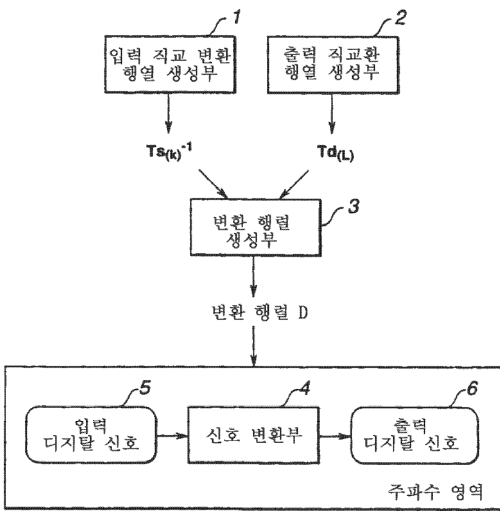 1
입력 직교 변환
행열 생성부
2
출력 직교환
행열 생성부
Ts(k)-1
Td(L)
3
변환 행렬
생성부
변환 행렬 D
5
입력
디지탈 신호
4
신호 변환부
6
출력
디지탈 신호
주파수 영역